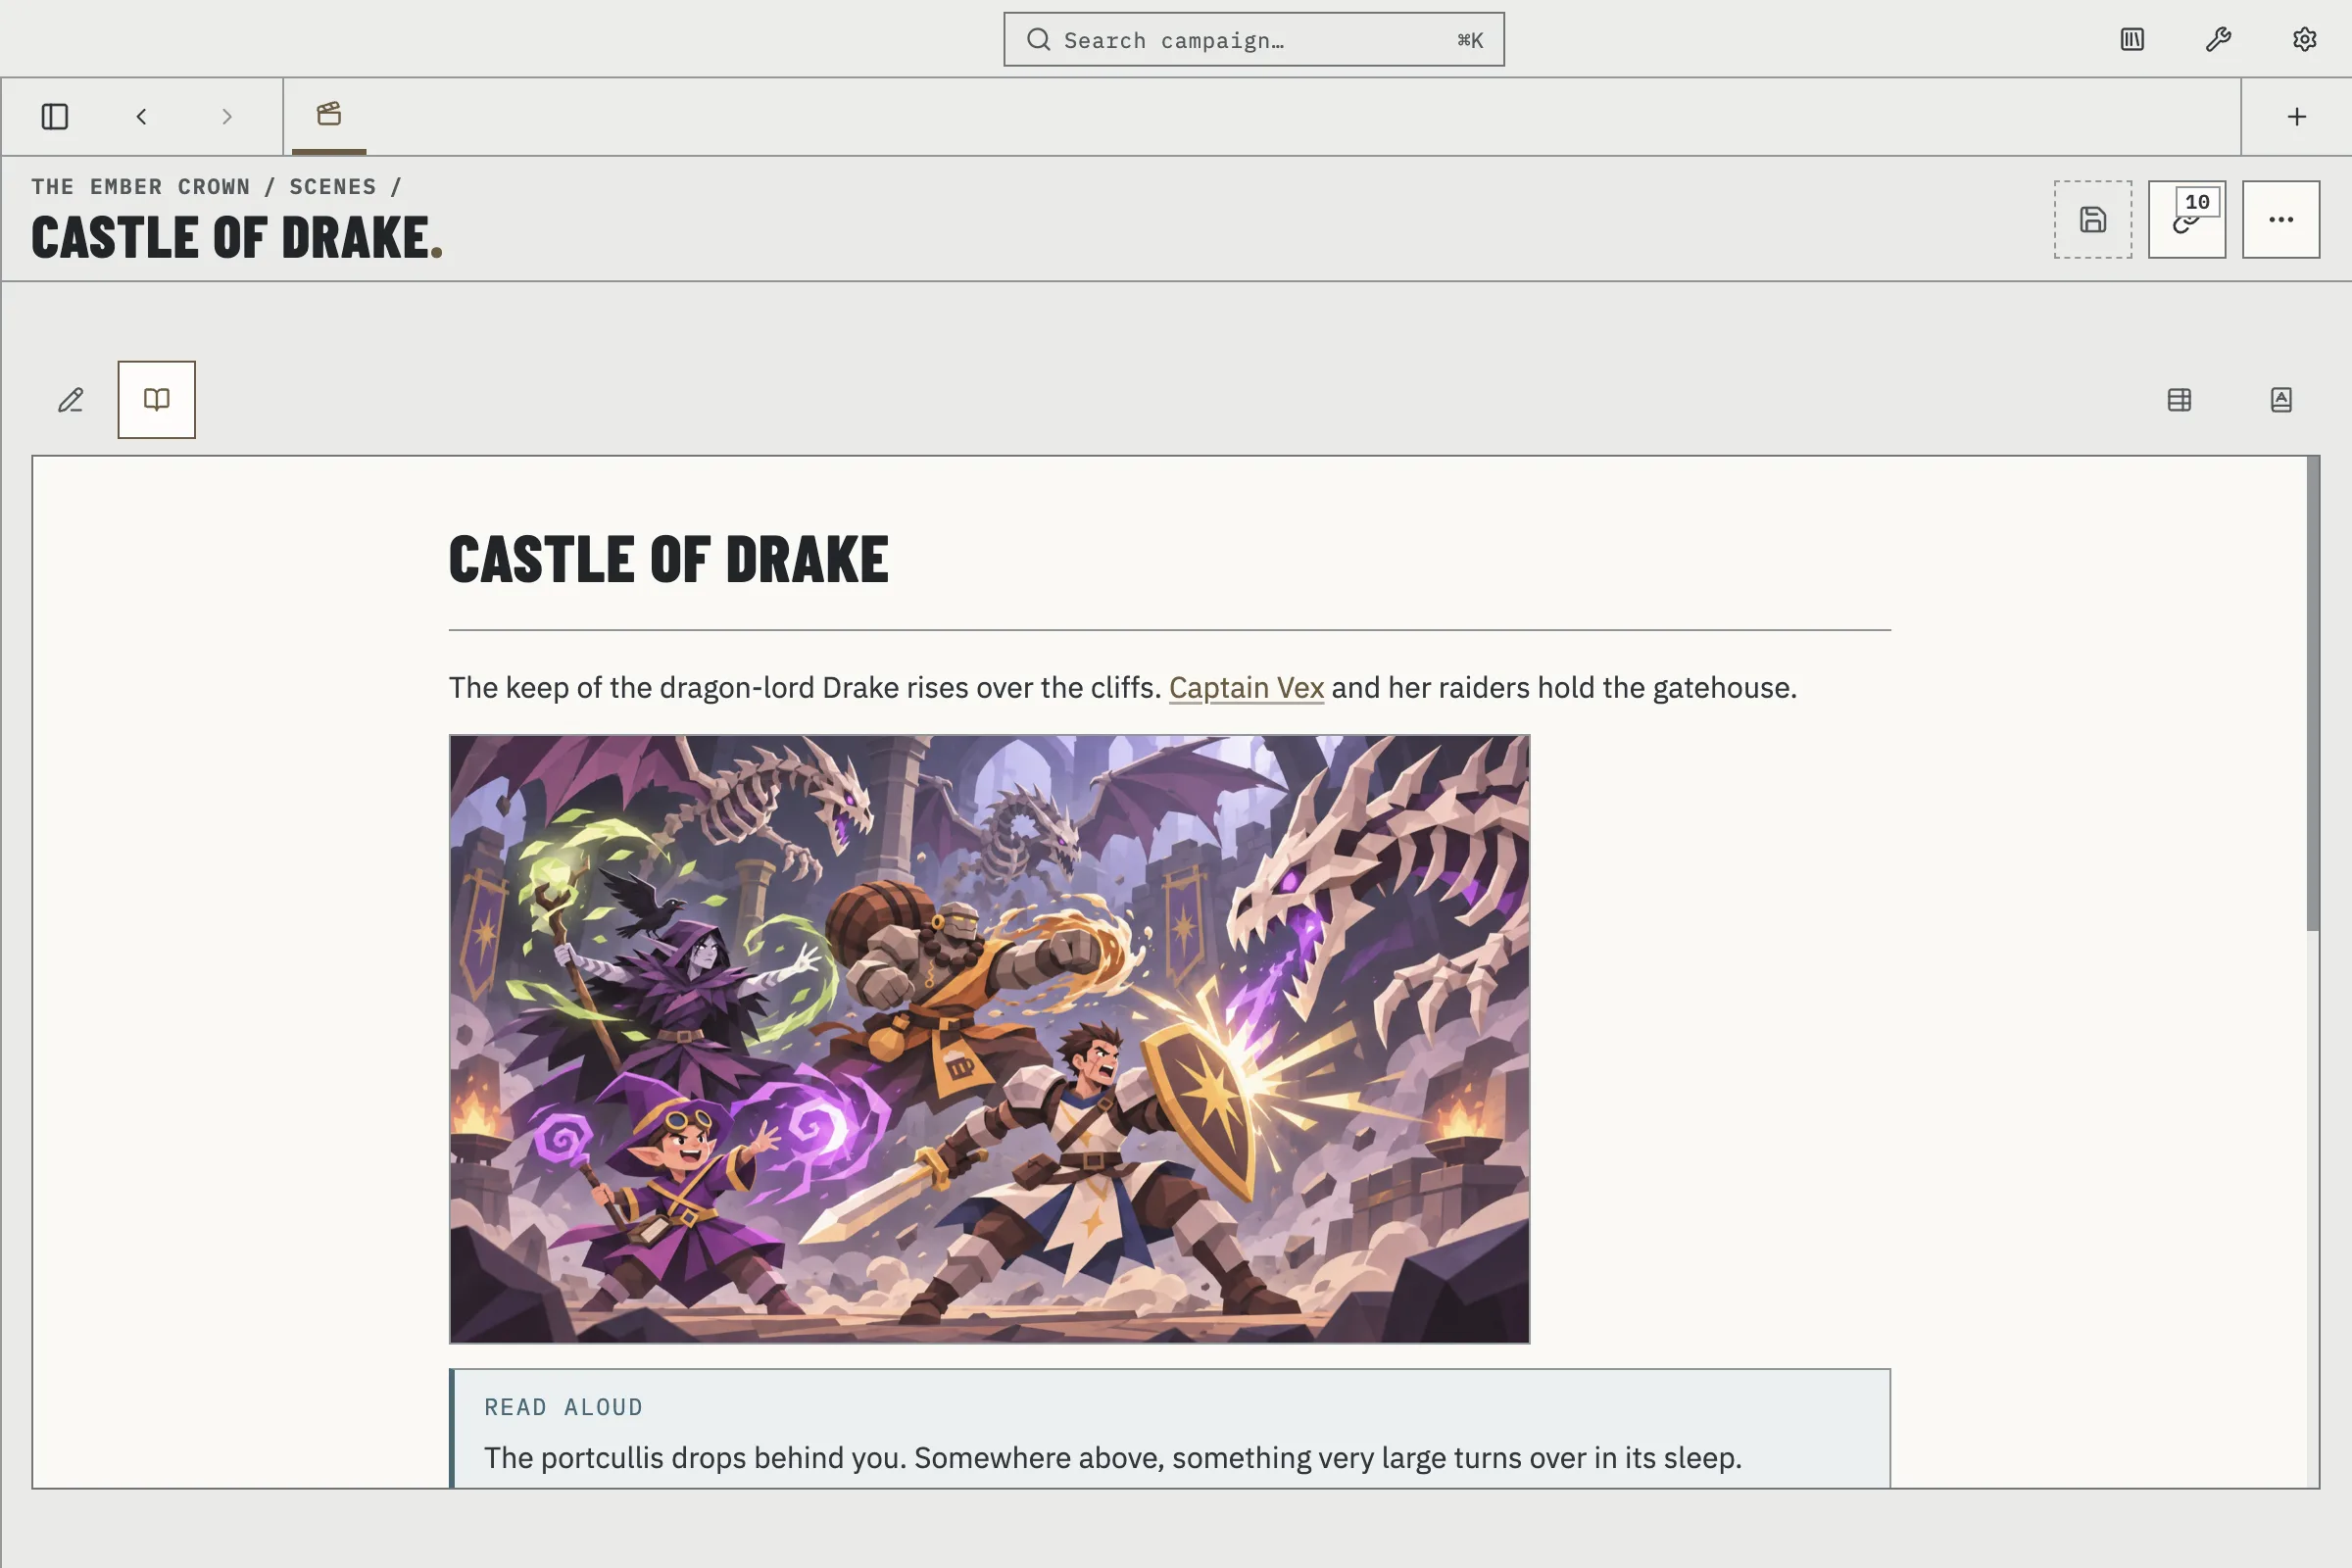 Search campaign… ⌘K
THE EMBER CROWN / SCENES /
CASTLE OF DRAKE.
10
CASTLE OF DRAKE
The keep of the dragon-lord Drake rises over the cliffs. Captain Vex and her raiders hold the gatehouse.
READ ALOUD
The portcullis drops behind you. Somewhere above, something very large turns over in its sleep.